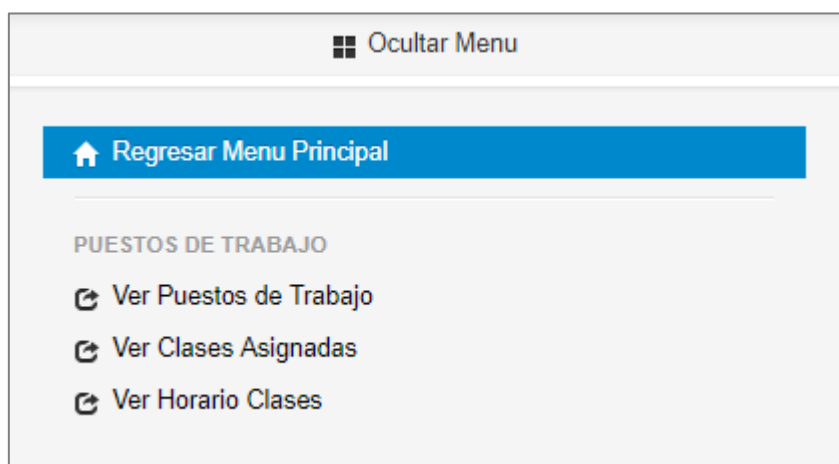 Ocultar Menu
Regresar Menu Principal
PUESTOS DE TRABAJO
Ver Puestos de Trabajo
Ver Clases Asignadas
Ver Horario Clases